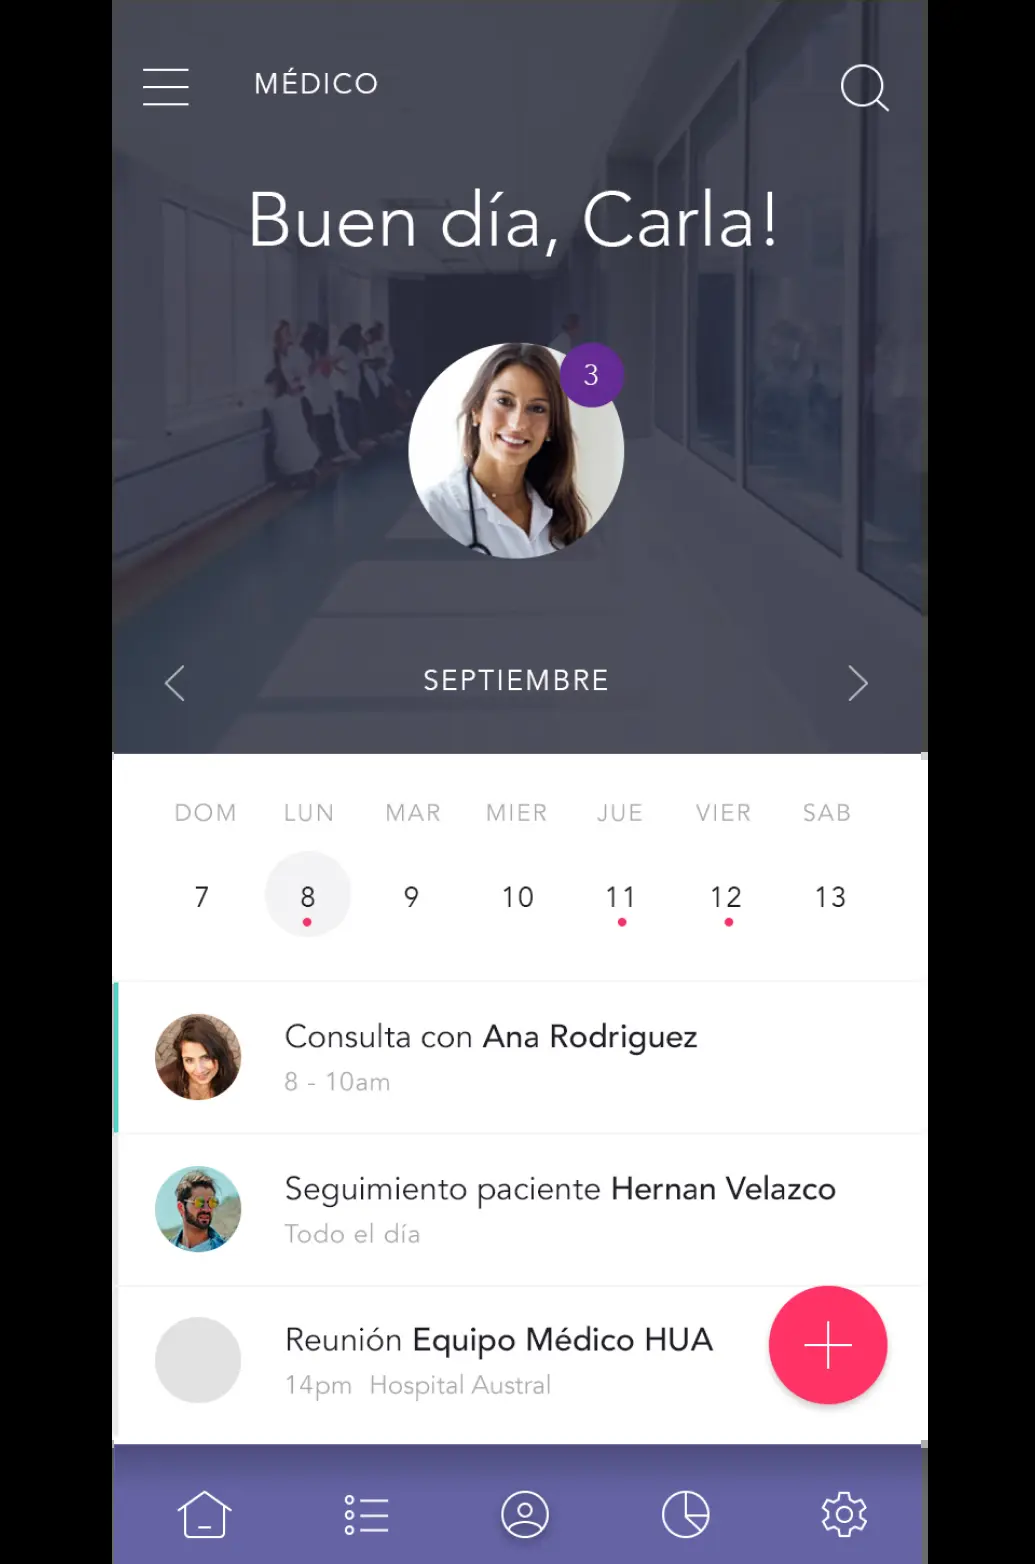 MÉDICO
Buen día, Carla!
3
SEPTIEMBRE
DOM LUN MAR MIER JUE VIER SAB
7 8 9 10 11 12 13
Consulta con Ana Rodriguez
8 - 10am
Seguimiento paciente Hernan Velazco
Todo el día
Reunión Equipo Médico HUA
14pm Hospital Austral